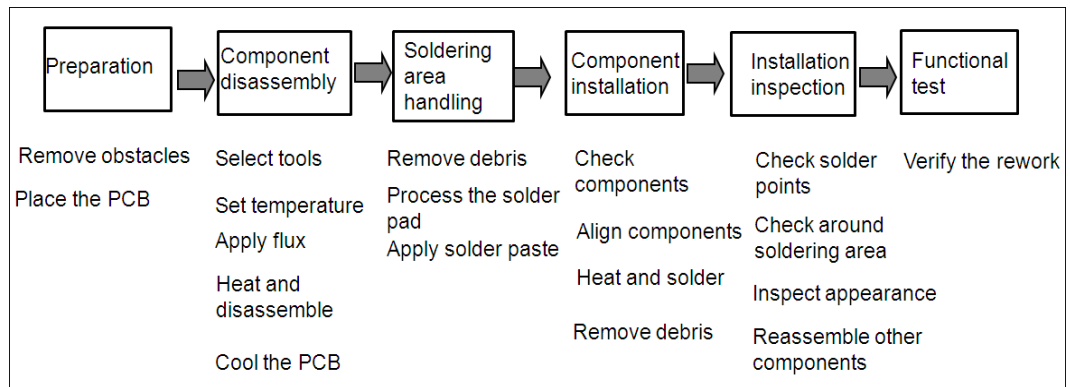 Preparation
Component
disassembly
Soldering
area
handling
Component
installation
Installation
inspection
Functional
test
Remove obstacles
Place the PCB
Select tools
Set temperature
Apply flux
Heat and
disassemble
Cool the PCB
Remove debris
Process the solder
pad
Apply solder paste
Check
components
Align components
Heat and solder
Remove debris
Check solder
points
Check around
soldering area
Inspect appearance
Reassemble other
components
Verify the rework